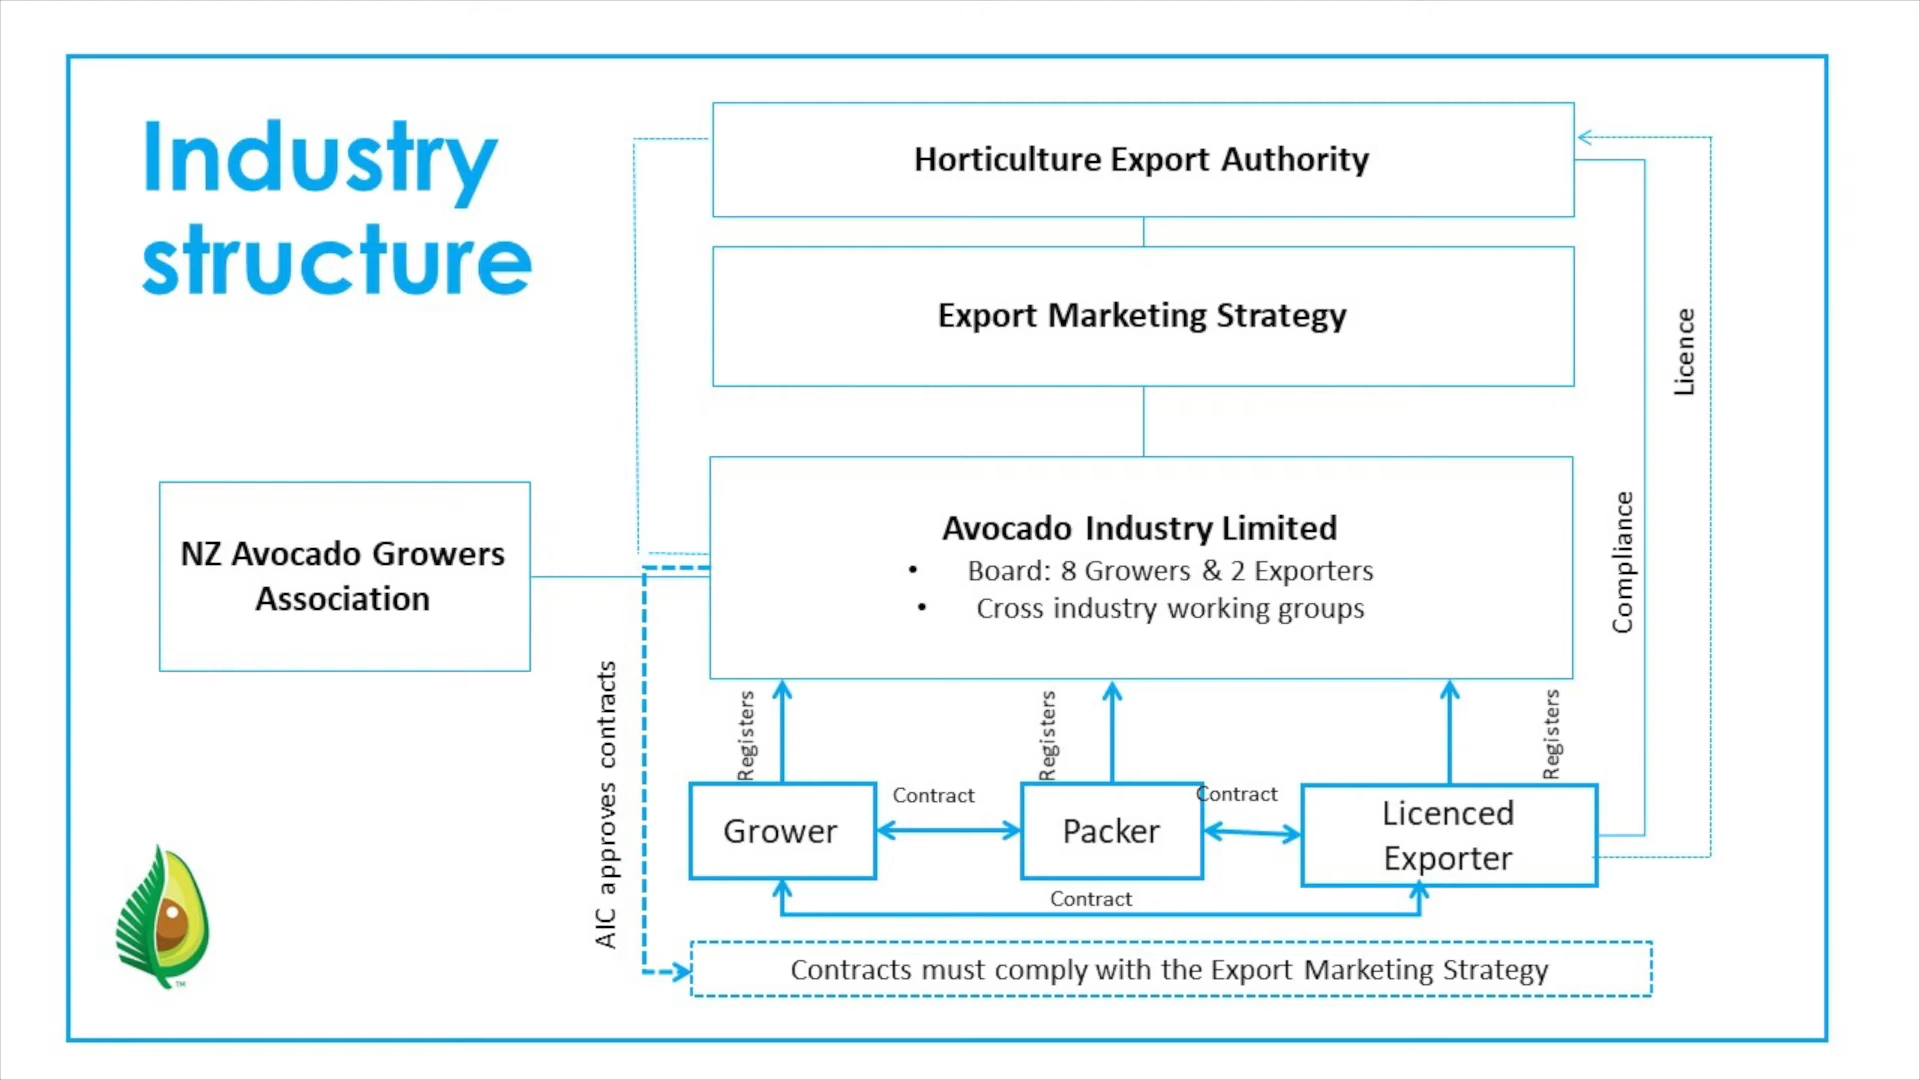 Industry
structure
Horticulture Export Authority
Export Marketing Strategy
Licence
Compliance
NZ Avocado Growers
Association
Avocado Industry Limited
• Board: 8 Growers & 2 Exporters
• Cross industry working groups
AIC approves contracts
Registers
Registers
Registers
Grower
Contract
Packer
Contract
Licenced
Exporter
Contract
Contracts must comply with the Export Marketing Strategy
TM